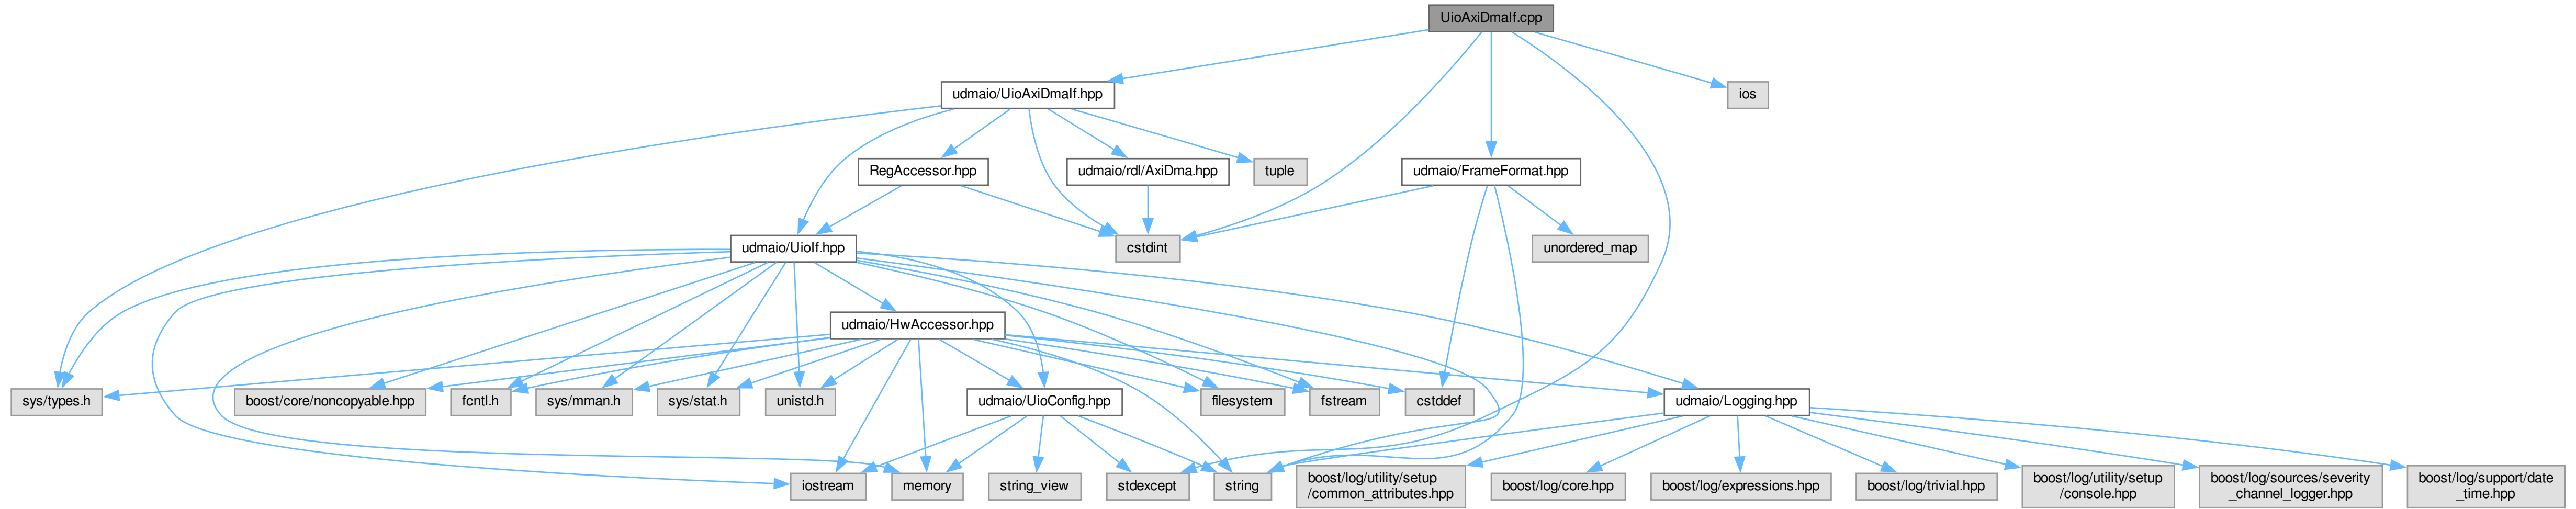 UioAxiDmaIf.cpp
udmaio/UioAxiDmaIf.hpp
ios
RegAccessor.hpp
udmaio/rdl/AxiDma.hpp
tuple
udmaio/FrameFormat.hpp
udmaio/UioIf.hpp
cstdint
unordered_map
udmaio/HwAccessor.hpp
sys/types.h
boost/core/noncopyable.hpp
fcntl.h
sys/mman.h
sys/stat.h
unistd.h
udmaio/UioConfig.hpp
filesystem
fstream
cstddef
udmaio/Logging.hpp
iostream
memory
string_view
stdexcept
string
boost/log/utility/setup
/common_attributes.hpp
boost/log/core.hpp
boost/log/expressions.hpp
boost/log/trivial.hpp
boost/log/utility/setup
/console.hpp
boost/log/sources/severity
_channel_logger.hpp
boost/log/support/date
_time.hpp